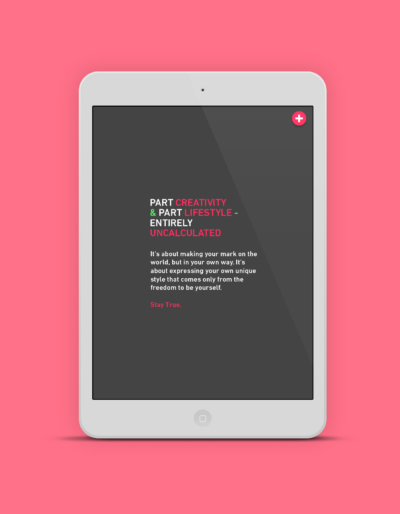 PART CREATIVITY
& PART LIFESTYLE -
ENTIRELY
UNCALCULATED
It's about making your mark on the
world, but in your own way. It's
about expressing your own unique
style that comes only from the
freedom to be yourself.
Stay True.